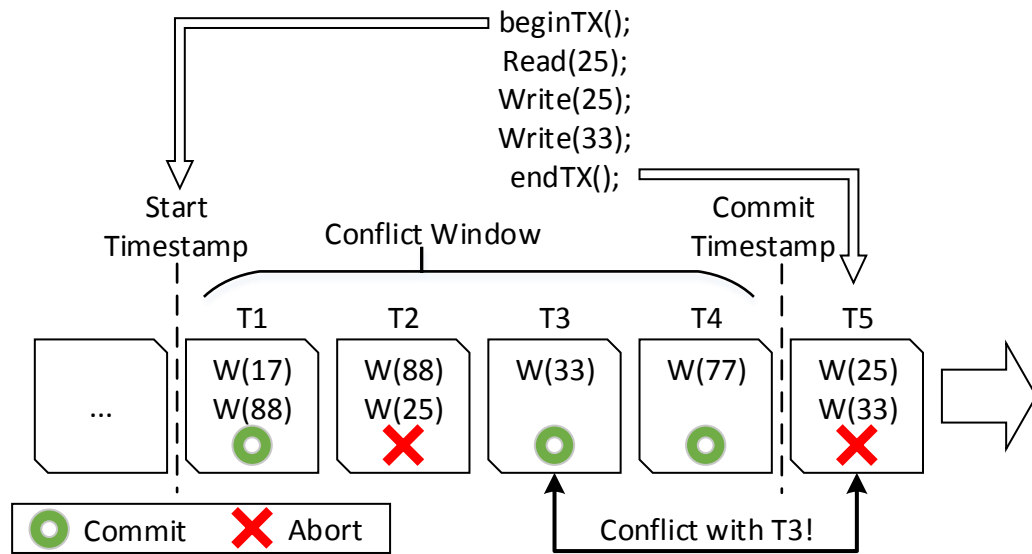 beginTX();
Read(25);
Write(25);
Write(33);
endTX();
Start
Timestamp
Conflict Window
Commit
Timestamp
T1
T2
T3
T4
T5
...
W(17)
W(88)
W(88)
W(25)
W(33)
W(77)
W(25)
W(33)
Commit
Abort
Conflict with T3!